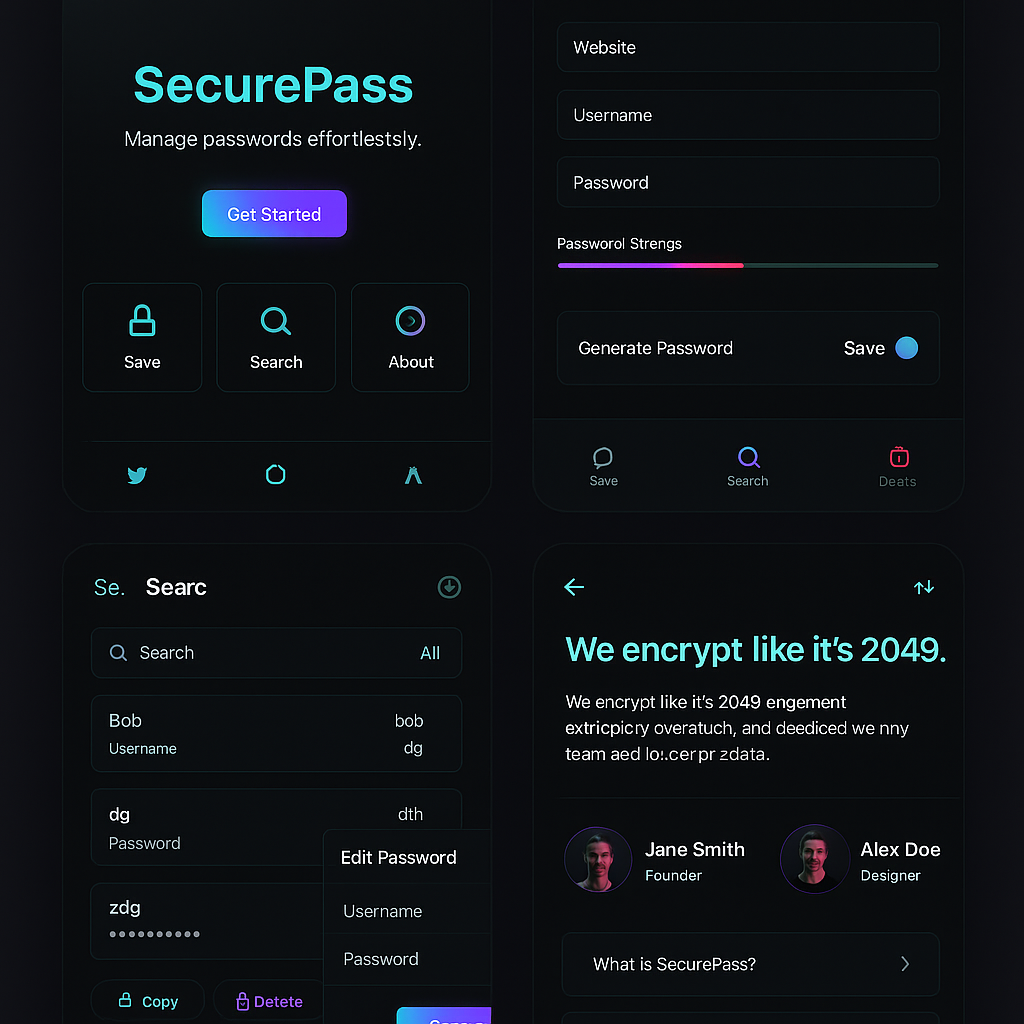 SecurePass
Manage passwords effortlestsly.
Get Started
Save
Search
About
Website
Username
Password
Passworol Strengs
Generate Password
Save
Save
Search
Deats
Se.
Searc
Search
All
Bob
bob
Username
dg
dg
dth
Password
zdg
Copy
Detete
Edit Password
Username
Password
We encrypt like it's 2049.
We encrypt like it's 2049 engement
extricpicry overatuch, and deediced we nny
team aed lo:.cer pr zdata.
Jane Smith
Founder
Alex Doe
Designer
What is SecurePass?